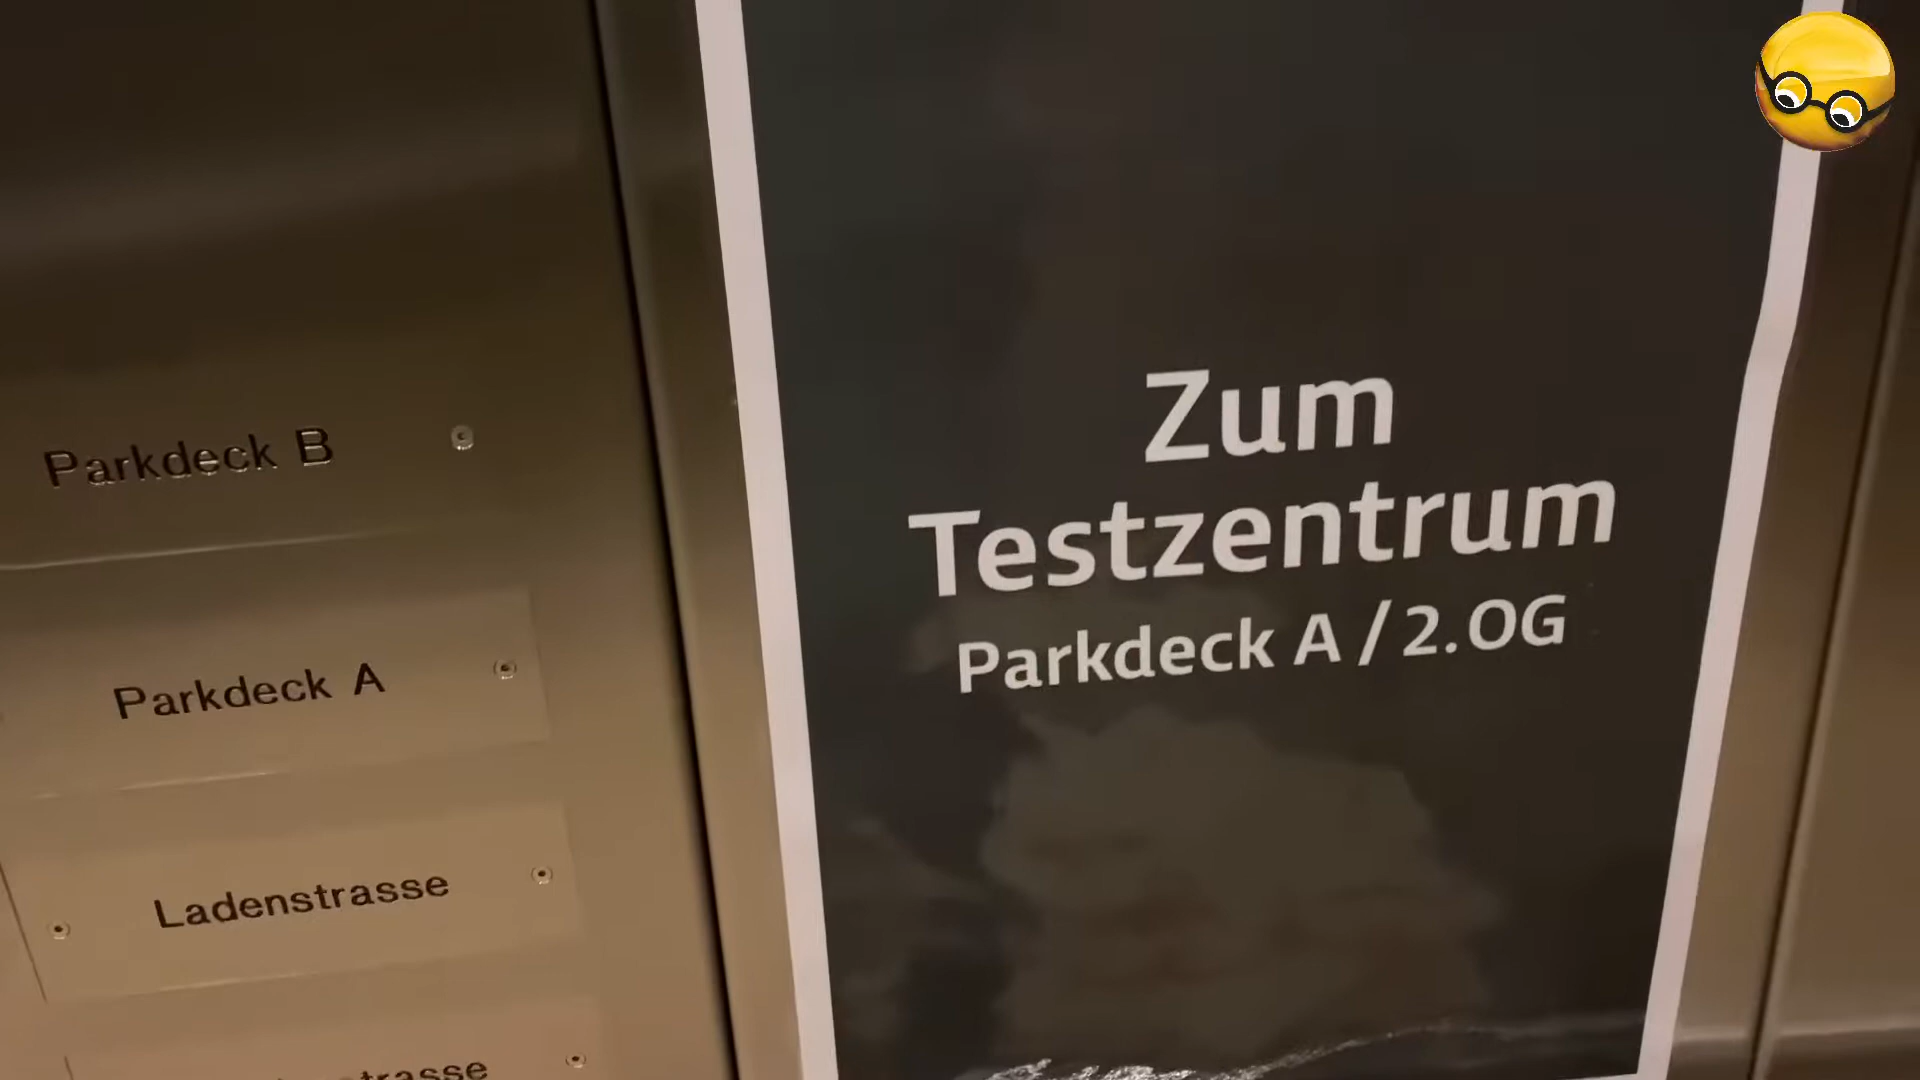 Parkdeck B
Parkdeck A
Ladenstrasse
Zum
Testzentrum
Parkdeck A / 2.OG